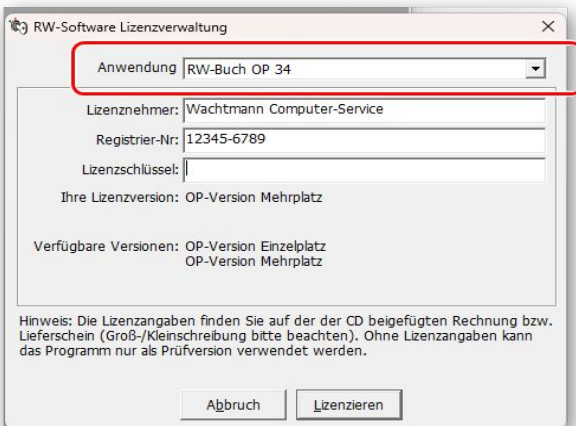 RW-Software Lizenzverwaltung
Anwendung RW-Buch OP 34
Lizenznehmer: Wachtmann Computer-Service
Registrier-Nr: 12345-6789
Lizenzschlüssel:
Ihre Lizenzversion: OP-Version Mehrplatz
Verfügbare Versionen: OP-Version Einzelplatz
OP-Version Mehrplatz
Hinweis: Die Lizenzangaben finden Sie auf der der CD beigefügten Rechnung bzw.
Lieferschein (Groß-/Kleinschreibung bitte beachten). Ohne Lizenzangaben kann
das Programm nur als Prüfversion verwendet werden.
Abbruch Lizenzieren